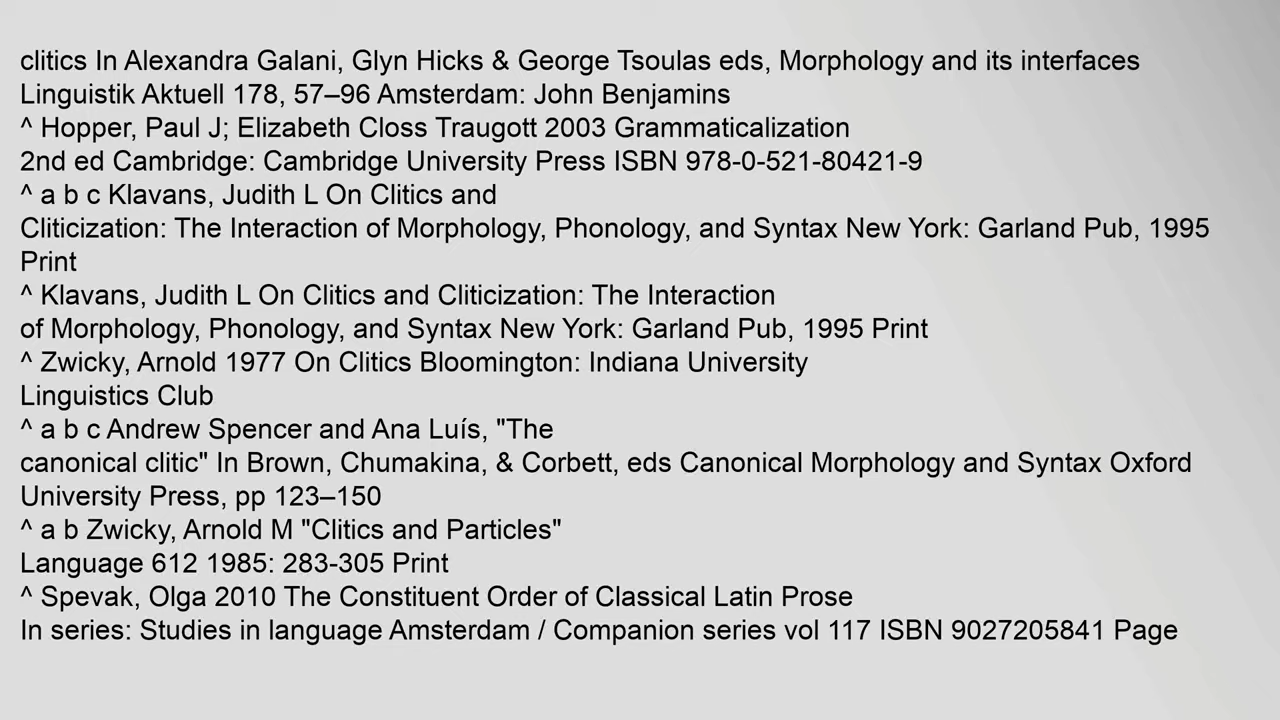 clitics In Alexandra Galani, Glyn Hicks & George Tsoulas eds, Morphology and its interfaces
Linguistik Aktuell 178, 57–96 Amsterdam: John Benjamins
^ Hopper, Paul J; Elizabeth Closs Traugott 2003 Grammaticalization
2nd ed Cambridge: Cambridge University Press ISBN 978-0-521-80421-9
^ a b c Klavans, Judith L On Clitics and
Cliticization: The Interaction of Morphology, Phonology, and Syntax New York: Garland Pub, 1995
Print
^ Klavans, Judith L On Clitics and Cliticization: The Interaction
of Morphology, Phonology, and Syntax New York: Garland Pub, 1995 Print
^ Zwicky, Arnold 1977 On Clitics Bloomington: Indiana University
Linguistics Club
^ a b c Andrew Spencer and Ana Luís, "The
canonical clitic" In Brown, Chumakina, & Corbett, eds Canonical Morphology and Syntax Oxford
University Press, pp 123–150
^ a b Zwicky, Arnold M "Clitics and Particles"
Language 612 1985: 283-305 Print
^ Spevak, Olga 2010 The Constituent Order of Classical Latin Prose
In series: Studies in language Amsterdam / Companion series vol 117 ISBN 9027205841 Page